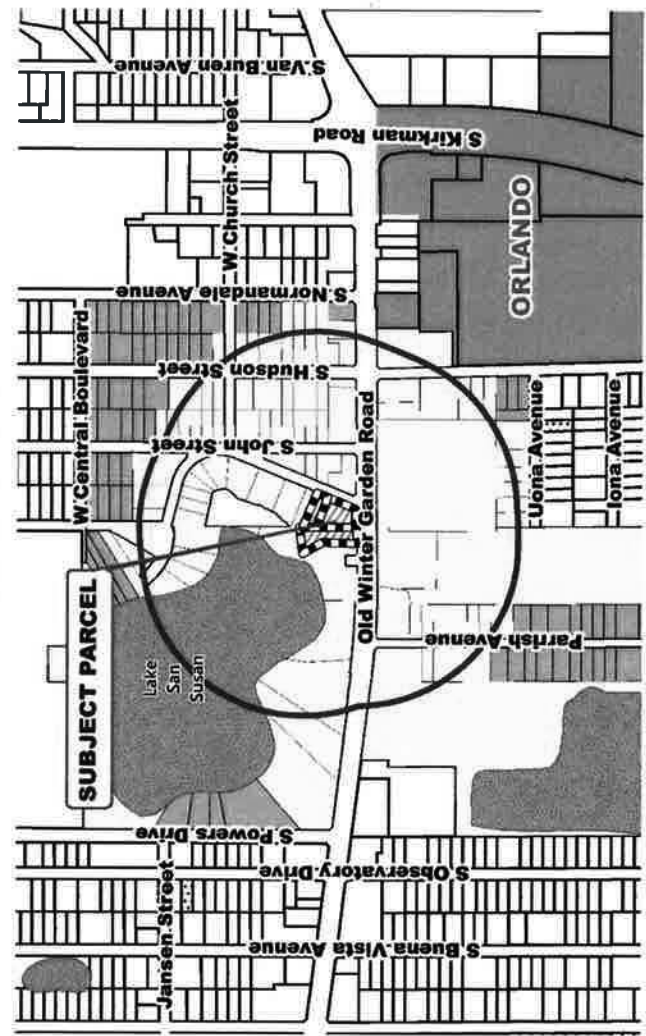 S Van Buren Avenue
W Church Street
S Kirkman Road
S Normandale Avenue
ORLANDO
W Central Boulevard
S Hudson Street
S John Street
Old Winter Garden Road
Uona Avenue
Iona Avenue
SUBJECT PARCEL
Lake
San
Susan
Parrish Avenue
S Powers Drive
S Observatory Drive
Jansen Street
S Buena Vista Avenue